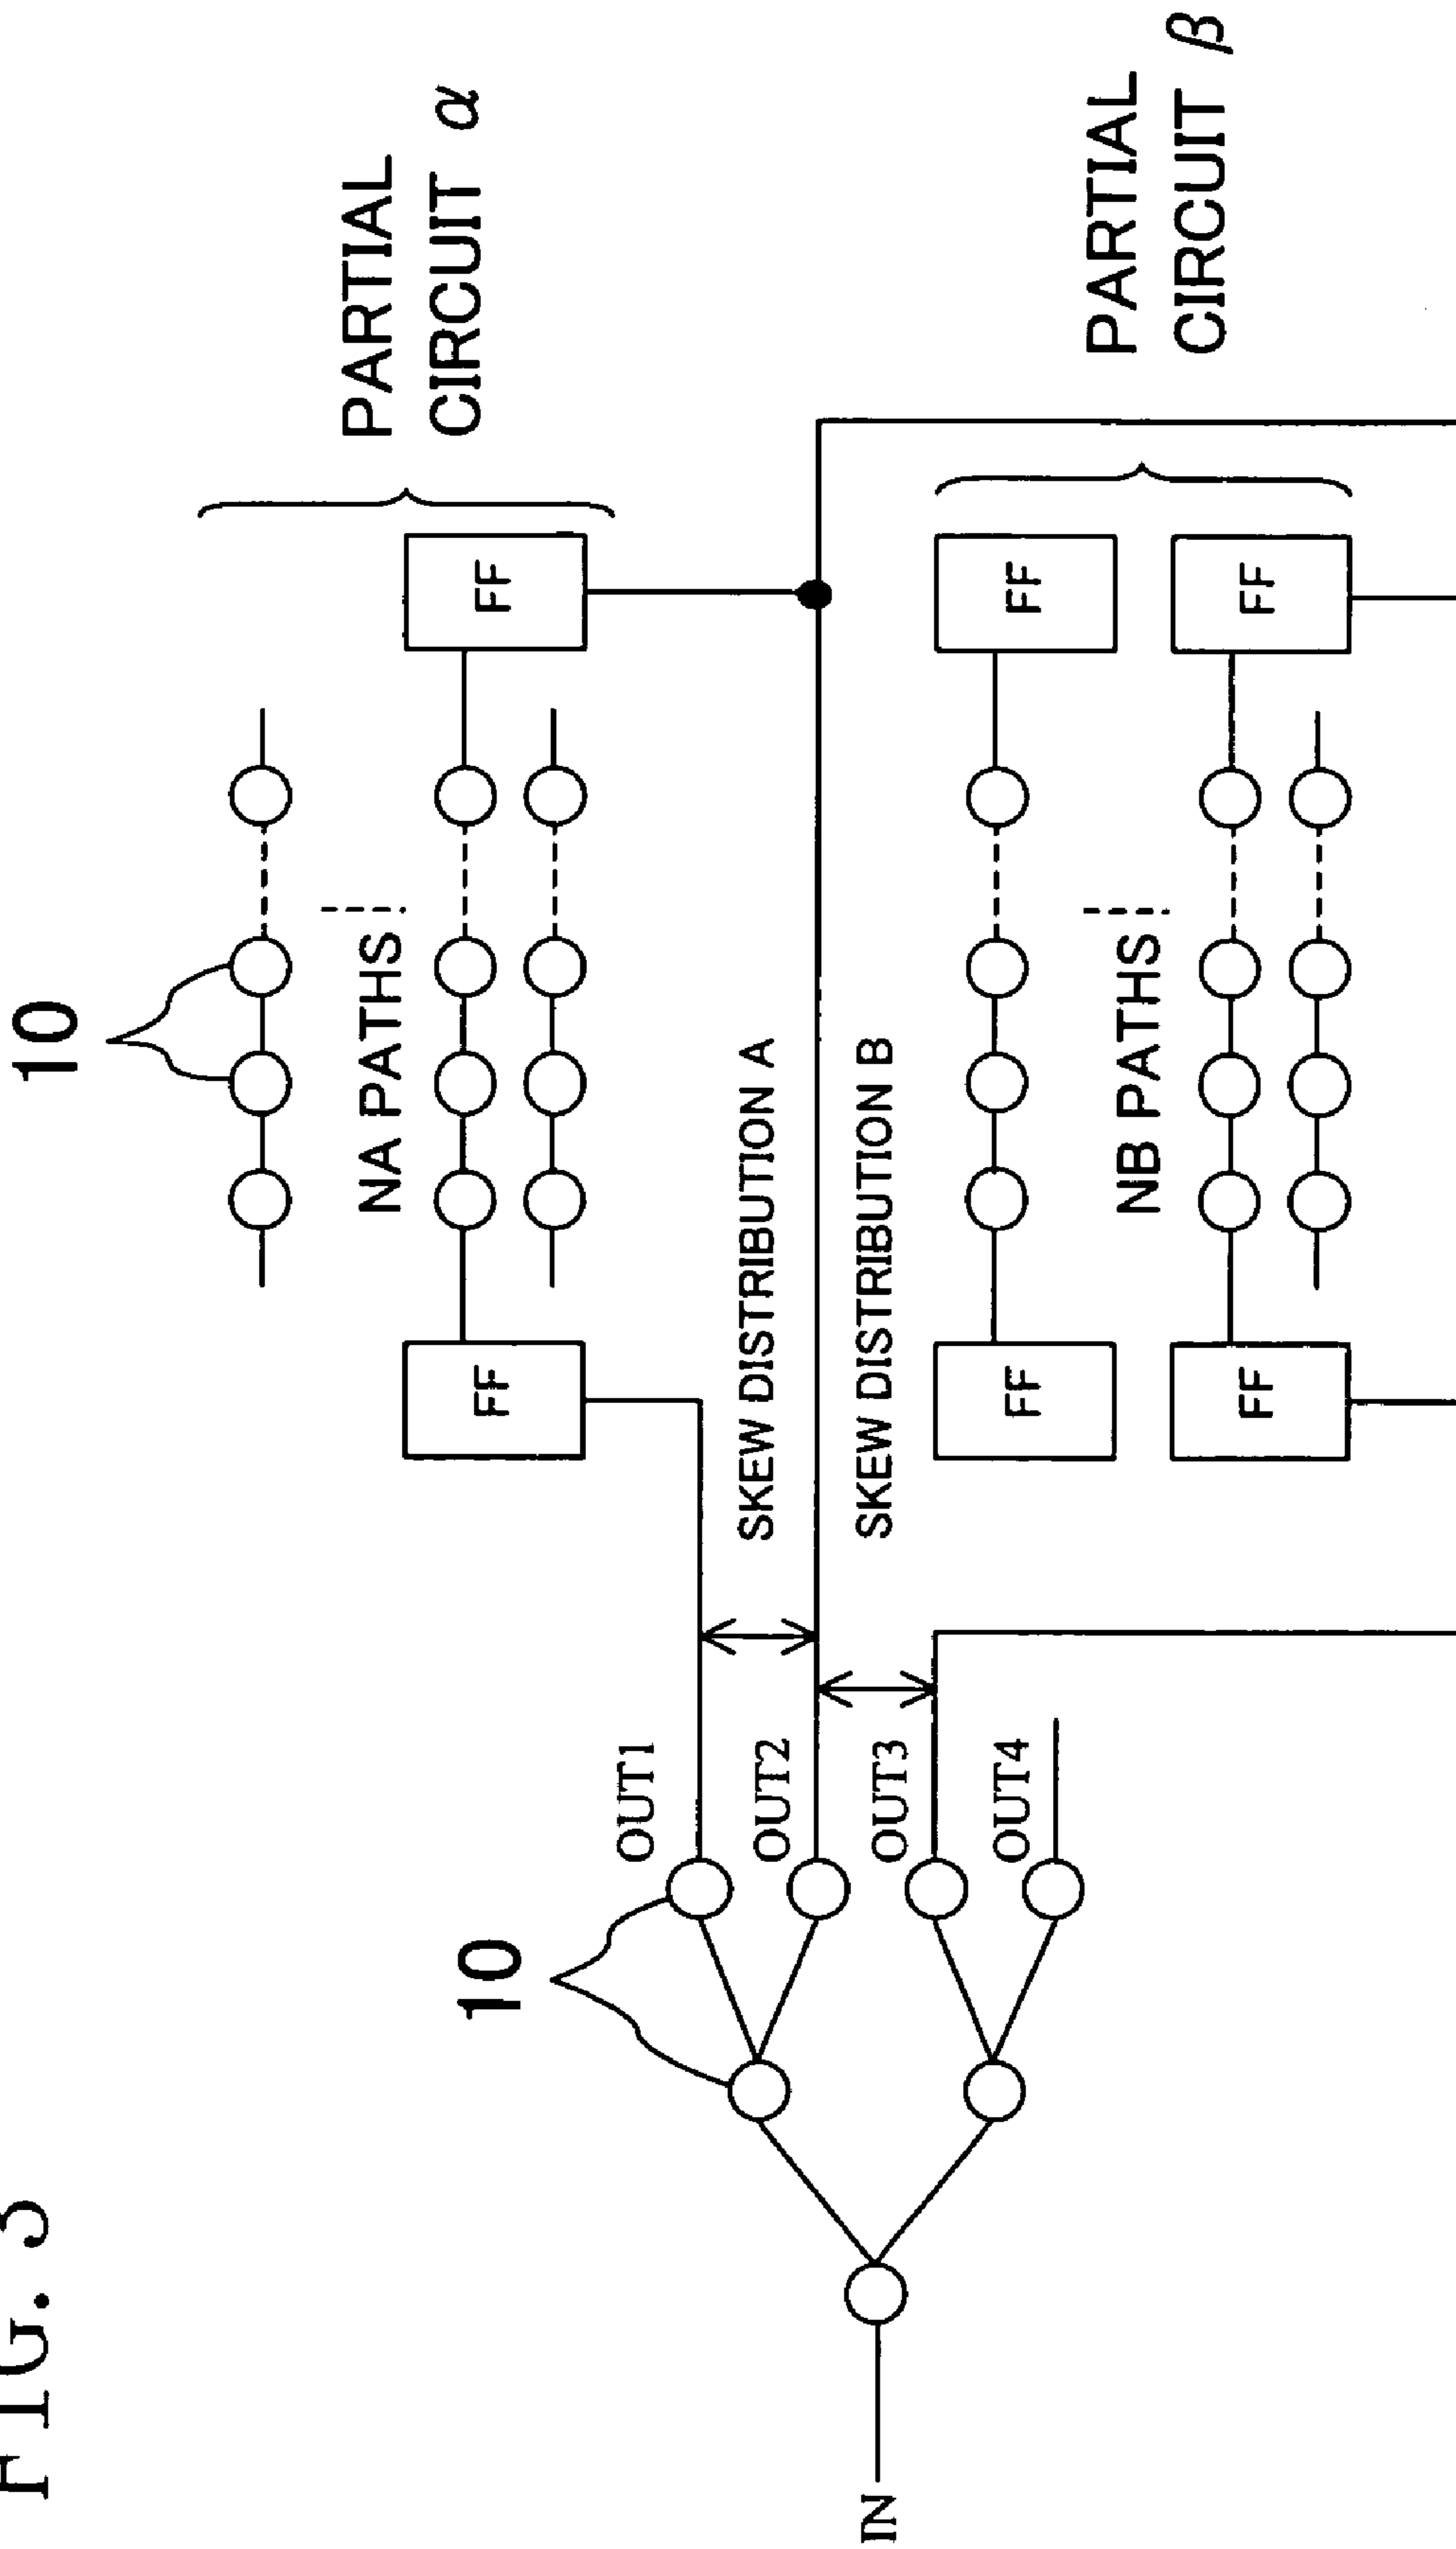 FIG. 3
10
PARTIAL
CIRCUIT α
NA PATHS
FF
FF
10
OUT1
OUT2
OUT3
OUT4
IN
SKEW DISTRIBUTION A
SKEW DISTRIBUTION B
PARTIAL
CIRCUIT β
FF
FF
NB PATHS
FF
FF